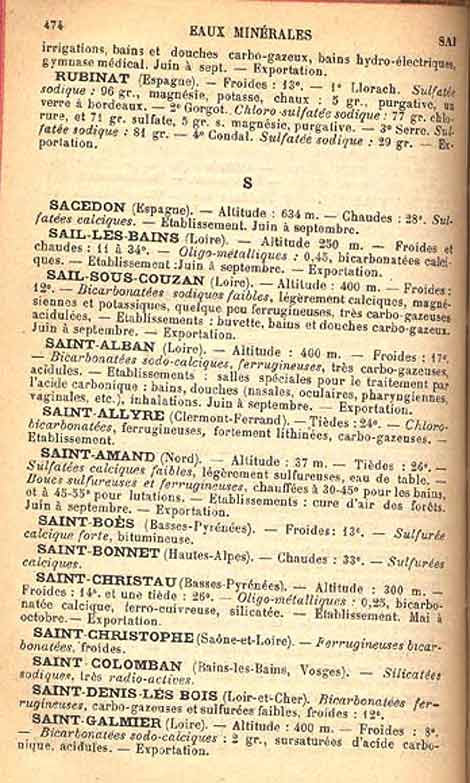 474
EAUX MINÉRALES
SAI
irrigations, bains et douches carbo-gazeux, bains hydro-électriques,
gymnase médical. Juin à sept. — Exportation.
RUBINAT (Espagne). — Froides : 13°. — 1° Llorach. Sulfatée
sodique : 96 gr., magnésie, potasse, chaux : 5 gr., purgative, un
verre à bordeaux. — 2° Gorgot. Chloro-sulfatée sodique : 77 gr. chlo-
rure, et 71 gr. sulfate, 5 gr. s. magnésie, purgative. — 3° Serre. Sul-
fatée sodique : 81 gr. — 4° Condal. Sulfatée sodique : 29 gr. — Ex-
portation.
S
SACEDON (Espagne). — Altitude : 634 m. — Chaudes : 28°. Sul-
fatées calciques. — Etablissement. Juin à septembre.
SAIL-LES-BAINS (Loire). — Altitude 250 m. — Froides et
chaudes : 11 à 34°. — Oligo-métalliques : 0,45, bicarbonatées calci-
ques. — Etablissement : Juin à septembre. — Exportation.
SAIL-SOUS-COUZAN (Loire). — Altitude : 400 m. — Froides :
12°. — Bicarbonatées sodiques faibles, légèrement calciques, magné-
siennes et potassiques, quelque peu ferrugineuses, très carbo-gazeuses
acidulées, — Etablissements : buvette, bains et douches carbo-gazeux.
Juin à septembre. — Exportation.
SAINT-ALBAN (Loire). — Altitude : 400 m. — Froides : 17°.
— Bicarbonatées sodo-calciques, ferrugineuses, très carbo-gazeuses,
acidules. — Etablissements : salles spéciales pour le traitement par
l'acide carbonique : bains, douches (nasales, oculaires, pharyngiennes,
vaginales, etc.), inhalations. Juin à septembre. — Exportation.
SAINT-ALLYRE (Clermont-Ferrand). — Tièdes : 24°. — Chloro-
bicarbonatées, ferrugineuses, fortement lithinées, carbo-gazeuses. —
Etablissement.
SAINT-AMAND (Nord). — Altitude : 37 m. — Tièdes : 26°. —
Sulfatées calciques faibles, légèrement sulfureuses, eau de table. —
Boues sulfureuses et ferrugineuses, chauffées à 30-45° pour les bains,
et à 45-55° pour lutations. — Etablissements : cure d'air des forêts.
Juin à septembre. — Exportation.
SAINT-BOÈS (Basses-Pyrénées). — Froides : 13°. — Sulfurée
calcique forte, bitumineuse.
SAINT-BONNET (Hautes-Alpes). — Chaudes : 33°. — Sulfurées
calciques.
SAINT-CHRISTAU (Basses-Pyrénées). — Altitude : 300 m. —
Froides : 14°. et une tiède : 26°. — Oligo-métalliques : 0,25, bicarbo-
natée calcique, ferro-cuivreuse, silicatée. — Etablissement. Mai à
octobre. — Exportation.
SAINT-CHRISTOPHE (Saône-et-Loire). — Ferrugineuses bicar-
bonatées, froides.
SAINT COLOMBAN (Bains-les-Bains, Vosges). — Silicatées
sodiques, très radio-actives.
SAINT-DENIS-LÈS BOIS (Loir-et-Cher). Bicarbonatées fer-
rugineuses, carbo-gazeuses et sulfurées faibles, froides : 12°.
SAINT-GALMIER (Loire). — Altitude : 400 m. — Froides : 8°.
— Bicarbonatées sodo-calciques : 2 gr., sursaturées d'acide carbo-
nique, acidules. — Exportation.